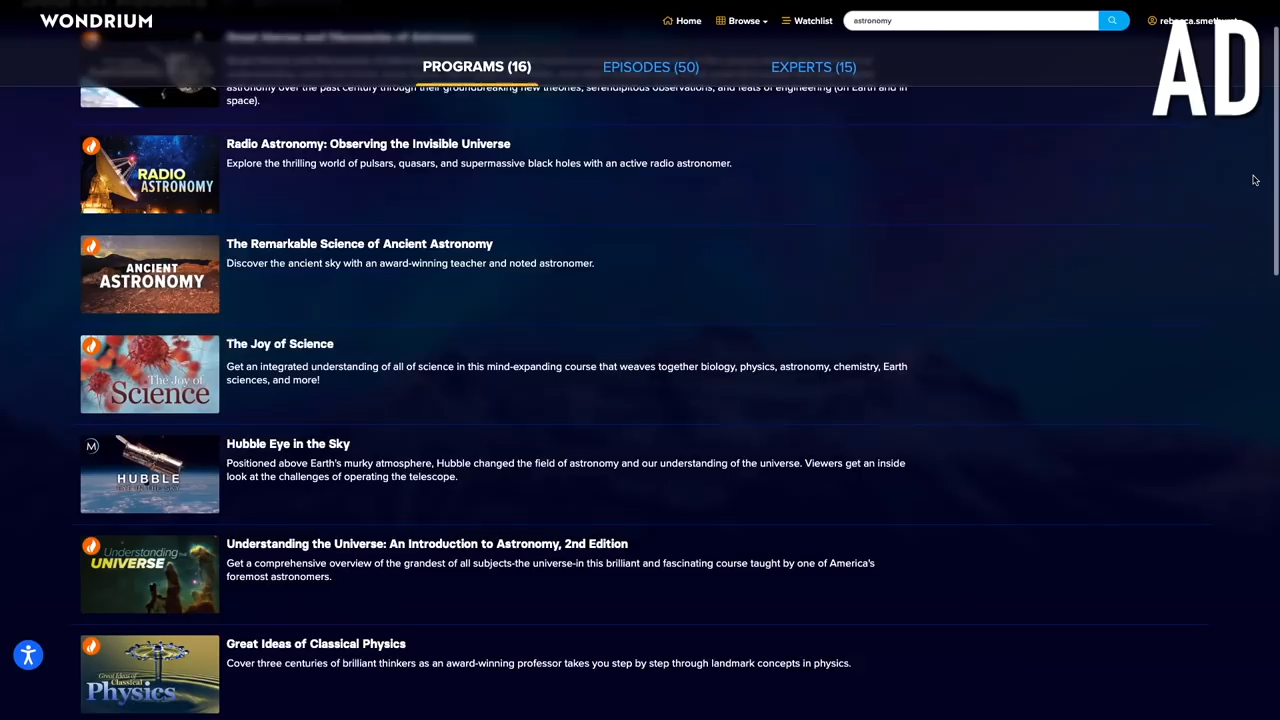 WONDRIUM
Home
Browse
Watchlist
astronomy
AD
PROGRAMS (16)
EPISODES (50)
EXPERTS (15)
astronomy over the past century through their groundbreaking new theories, serendipitous observations, and feats of engineering (on Earth and in
space).
RADIO
ASTRONOMY
Radio Astronomy: Observing the Invisible Universe
Explore the thrilling world of pulsars, quasars, and supermassive black holes with an active radio astronomer.
ANCIENT
ASTRONOMY
The Remarkable Science of Ancient Astronomy
Discover the ancient sky with an award-winning teacher and noted astronomer.
The Joy of
Science
The Joy of Science
Get an integrated understanding of all of science in this mind-expanding course that weaves together biology, physics, astronomy, chemistry, Earth
sciences, and more!
M
HUBBLE
EYE IN THE SKY
Hubble Eye in the Sky
Positioned above Earth's murky atmosphere, Hubble changed the field of astronomy and our understanding of the universe. Viewers get an inside
look at the challenges of operating the telescope.
Understanding the
UNIVERSE
Understanding the Universe: An Introduction to Astronomy, 2nd Edition
Get a comprehensive overview of the grandest of all subjects-the universe-in this brilliant and fascinating course taught by one of America's
foremost astronomers.
Great Ideas of
Classical
Physics
Great Ideas of Classical Physics
Cover three centuries of brilliant thinkers as an award-winning professor takes you step by step through landmark concepts in physics.